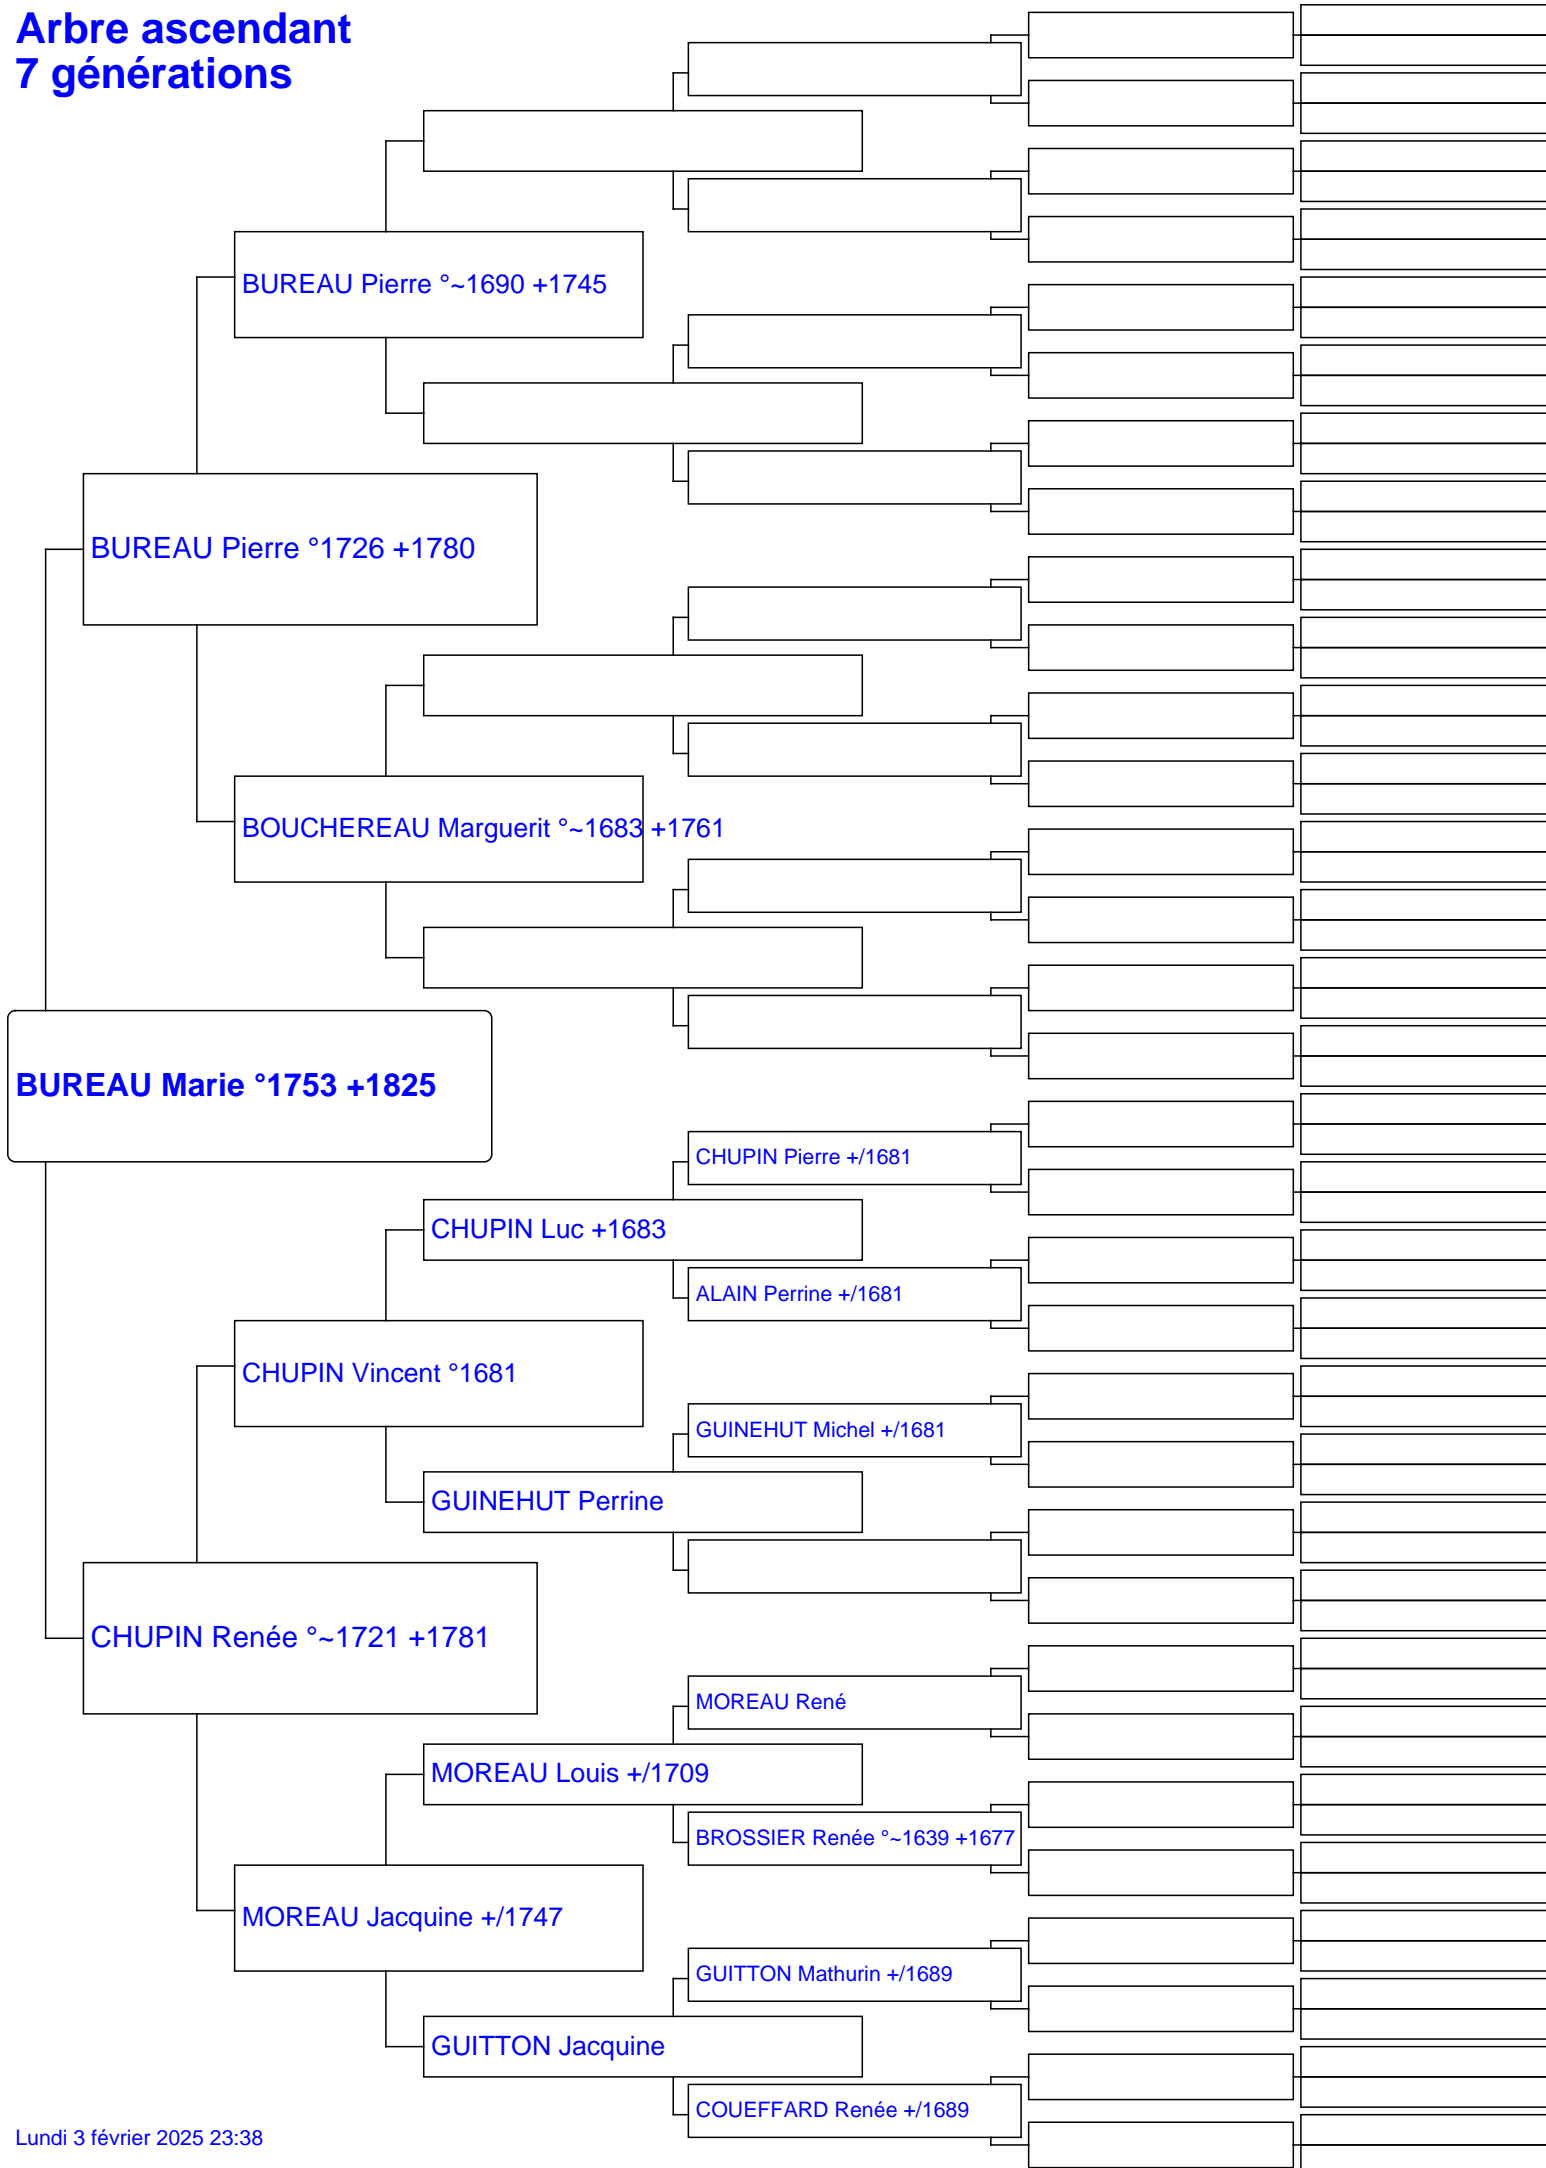 Arbre ascendant
7 générations
BUREAU Pierre °~1690 +1745
BUREAU Pierre °1726 +1780
BOUCHEREAU Marguerit °~1683 +1761
BUREAU Marie °1753 +1825
CHUPIN Pierre +/1681
CHUPIN Luc +1683
ALAIN Perrine +/1681
CHUPIN Vincent °1681
GUINEHUT Michel +/1681
GUINEHUT Perrine
CHUPIN Renée °~1721 +1781
MOREAU René
MOREAU Louis +/1709
BROSSIER Renée °~1639 +1677
MOREAU Jacquine +/1747
GUITTON Mathurin +/1689
GUITTON Jacquine
COUEFFARD Renée +/1689
Lundi 3 février 2025 23:38